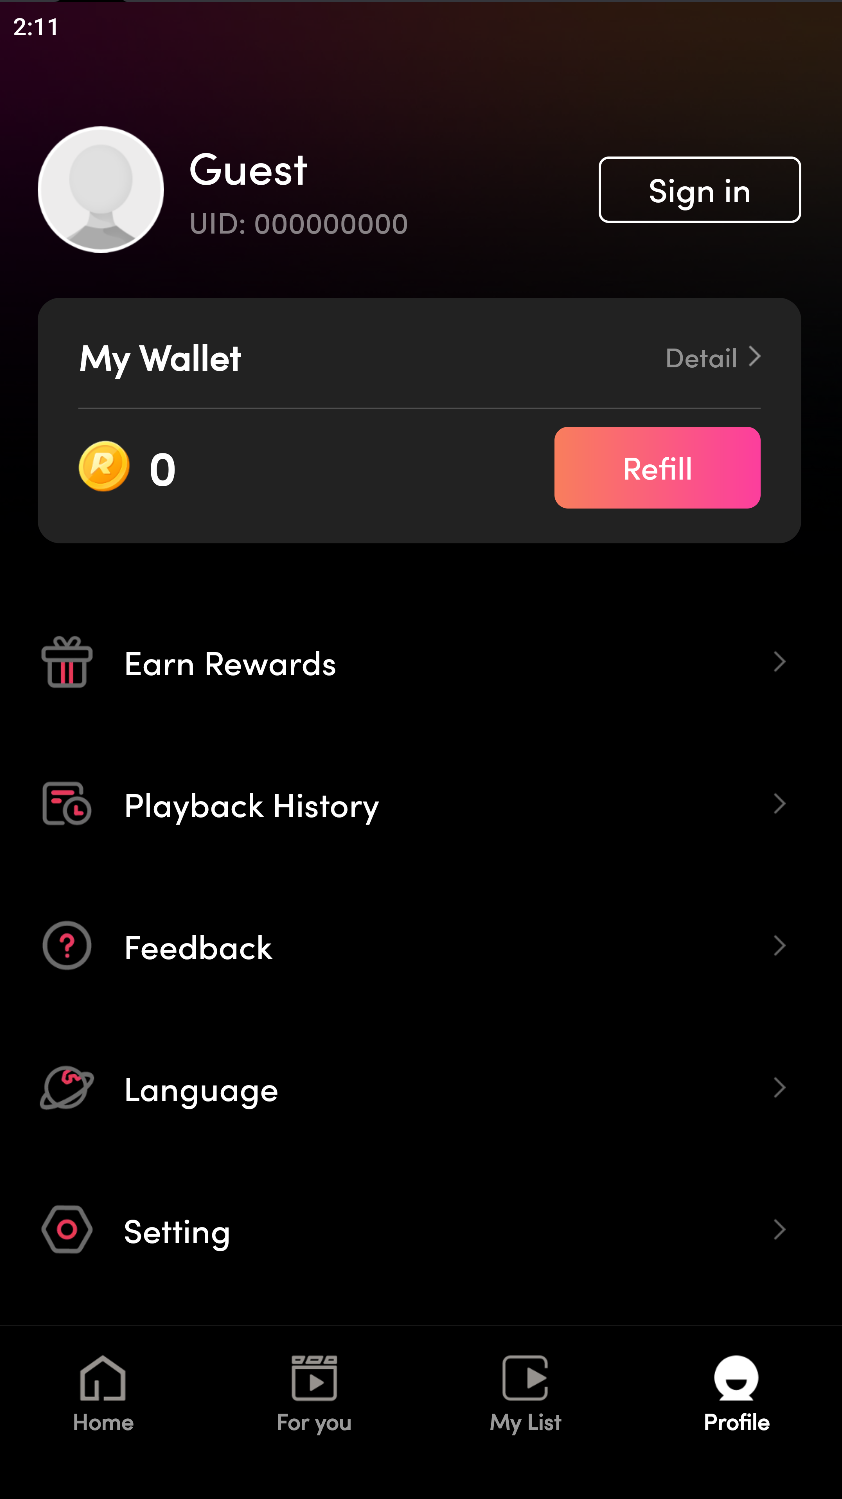 2:11
Guest
UID: 000000000
Sign in
My Wallet
Detail
R
0
Refill
Earn Rewards
Playback History
Feedback
Language
Setting
Home
For you
My List
Profile